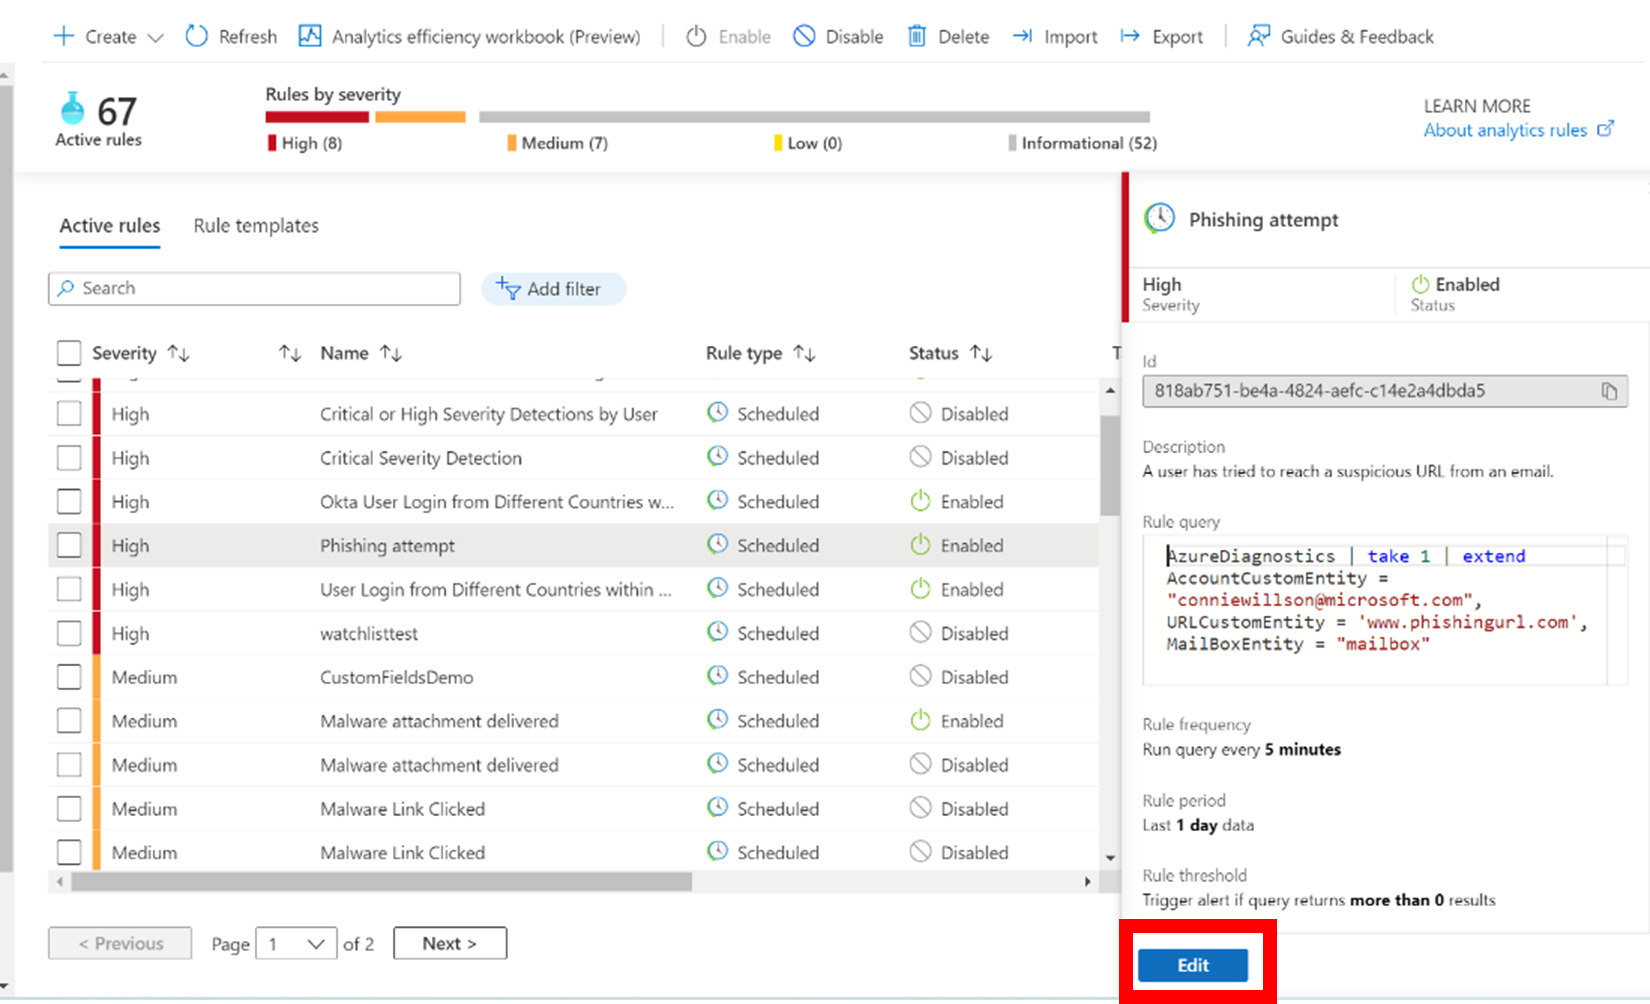 Create Refresh Analytics efficiency workbook (Preview) Enable Disable Delete Import Export Guides & Feedback
67
Active rules
Rules by severity
High (8) Medium (7) Low (0) Informational (52)
LEARN MORE
About analytics rules
Active rules Rule templates
Search
Add filter
Severity Name Rule type Status
High Critical or High Severity Detections by User Scheduled Disabled
High Critical Severity Detection Scheduled Disabled
High Okta User Login from Different Countries w... Scheduled Enabled
High Phishing attempt Scheduled Enabled
High User Login from Different Countries within ... Scheduled Enabled
High watchlisttest Scheduled Disabled
Medium CustomFieldsDemo Scheduled Disabled
Medium Malware attachment delivered Scheduled Enabled
Medium Malware attachment delivered Scheduled Disabled
Medium Malware Link Clicked Scheduled Disabled
Medium Malware Link Clicked Scheduled Disabled
< Previous Page 1 of 2 Next >
Phishing attempt
High
Severity
Enabled
Status
Id
818ab751-be4a-4824-aefc-c14e2a4dbda5
Description
A user has tried to reach a suspicious URL from an email.
Rule query
AzureDiagnostics | take 1 | extend
AccountCustomEntity =
"conniewillson@microsoft.com",
URLCustomEntity = 'www.phishingurl.com',
MailBoxEntity = "mailbox"
Rule frequency
Run query every 5 minutes
Rule period
Last 1 day data
Rule threshold
Trigger alert if query returns more than 0 results
Edit